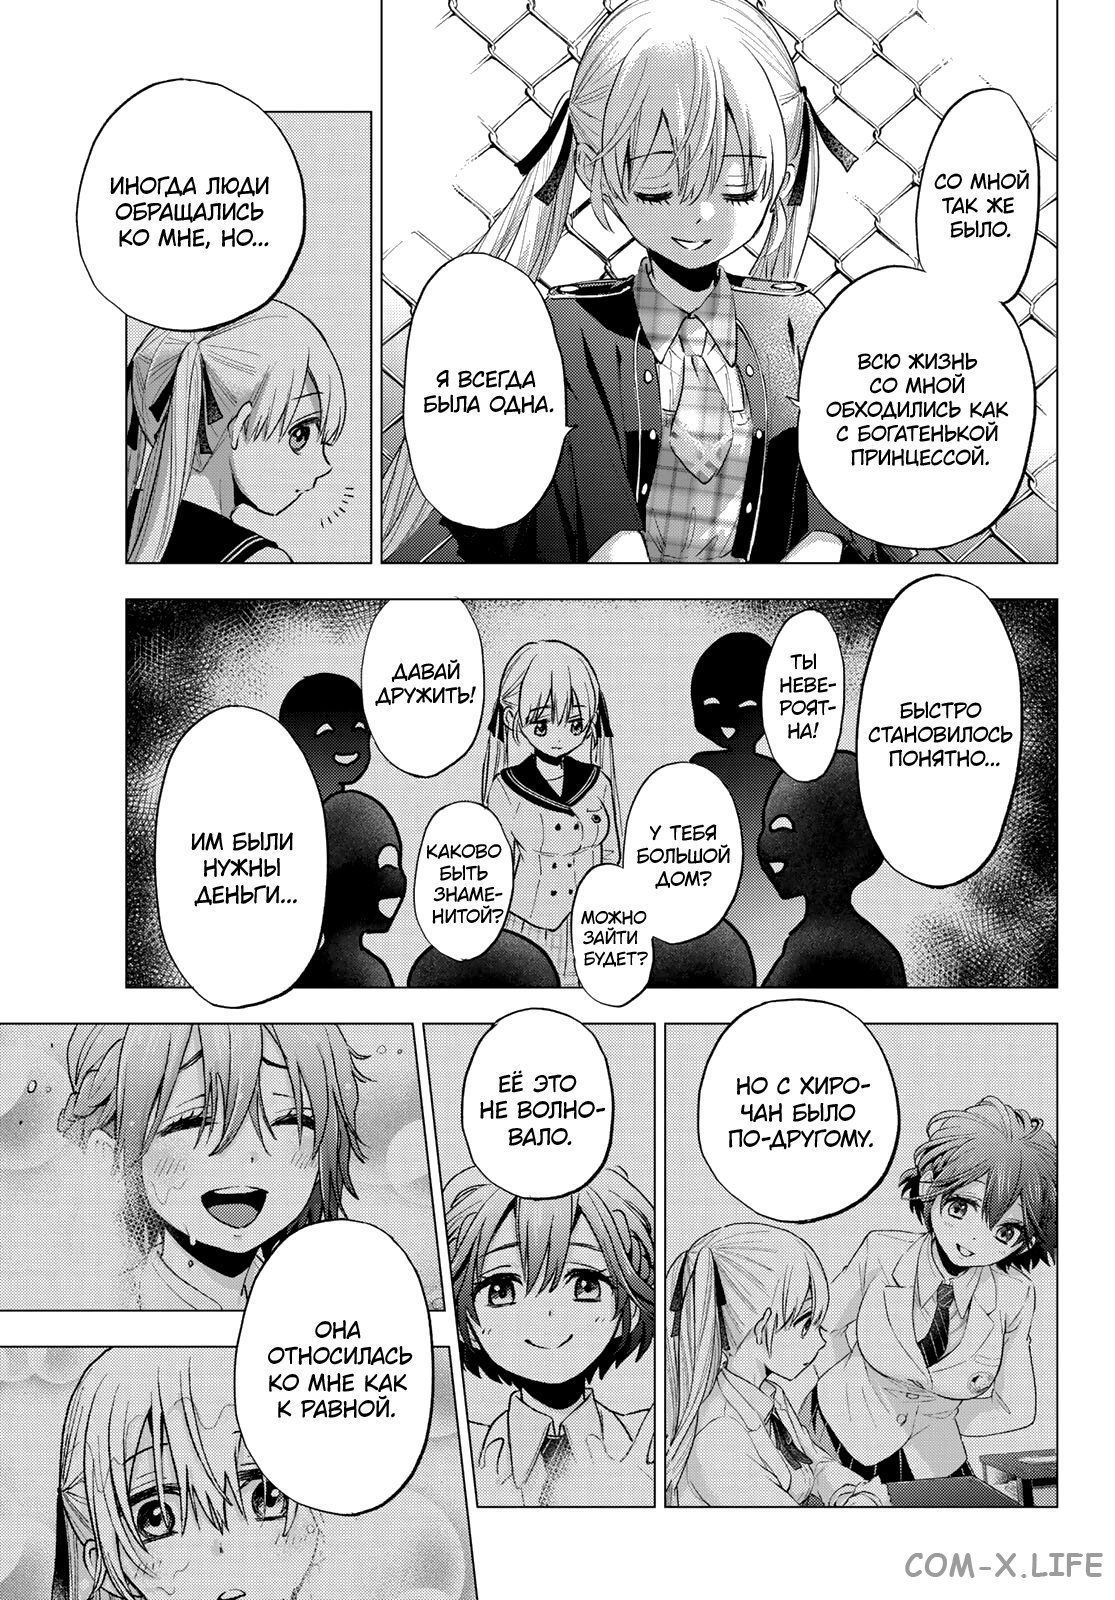 СО МНОЙ
ТАК ЖЕ
БЫЛО.
ВСЮ ЖИЗНЬ
СО МНОЙ
ОБХОДИЛИСЬ КАК
С БОГАТЕНЬКОЙ
ПРИНЦЕССОЙ.
Я ВСЕГДА
БЫЛА ОДНА.
ИНОГДА ЛЮДИ
ОБРАЩАЛИСЬ
КО МНЕ, НО...
БЫСТРО
СТАНОВИЛОСЬ
ПОНЯТНО...
ТЫ
НЕВЕ-
РОЯТ-
НА!
ДАВАЙ
ДРУЖИТЬ!
У ТЕБЯ
БОЛЬШОЙ
ДОМ?
МОЖНО
ЗАЙТИ
БУДЕТ?
КАКОВО
БЫТЬ
ЗНАМЕ-
НИТОЙ?
ИМ БЫЛИ
НУЖНЫ
ДЕНЬГИ...
НО С ХИРО-
ЧАН БЫЛО
ПО-ДРУГОМУ.
ЕЁ ЭТО
НЕ ВОЛНО-
ВАЛО.
ОНА
ОТНОСИЛАСЬ
КО МНЕ КАК
К РАВНОЙ.
COM-X.LIFE